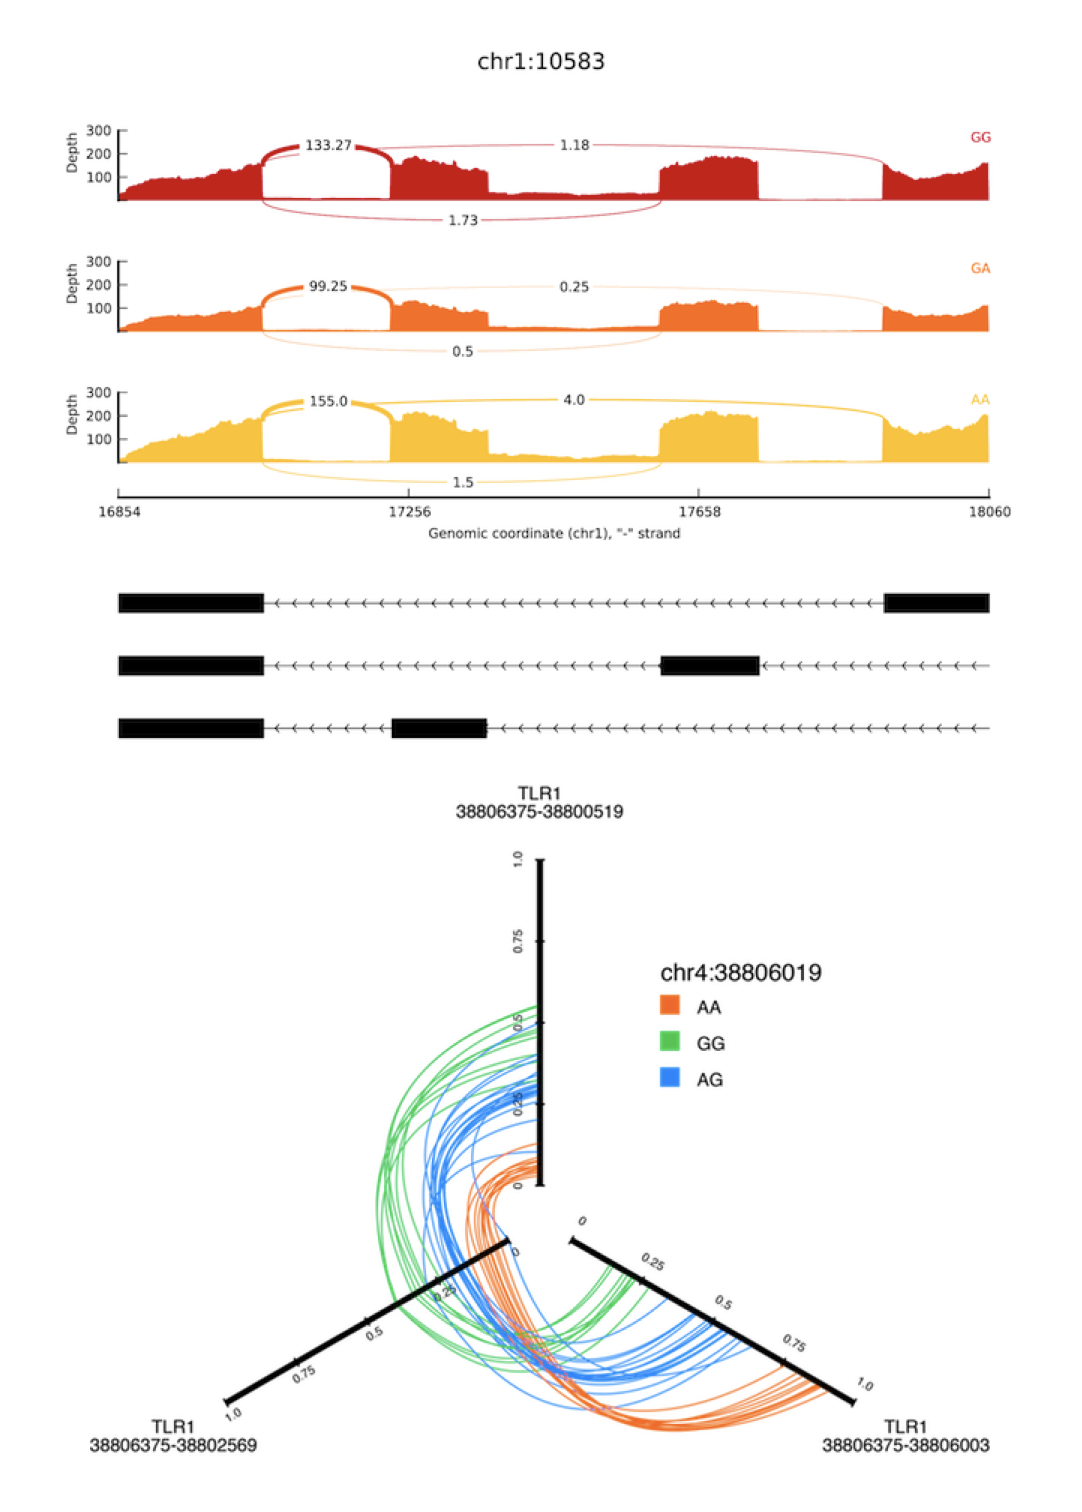 chr1:10583
300
200
100
Depth
133.27
1.18
1.73
GG
300
200
100
Depth
99.25
0.25
0.5
GA
300
200
100
Depth
155.0
4.0
1.5
AA
16854 17256 17658 18060
Genomic coordinate (chr1), "-" strand
TLR1
38806375-38800519
1.0
0.75
0.5
0.25
0
chr4:38806019
AA
GG
AG
0
0.25
0.5
0.75
1.0
0
0.25
0.5
0.75
1.0
TLR1
38806375-38802569
TLR1
38806375-38806003